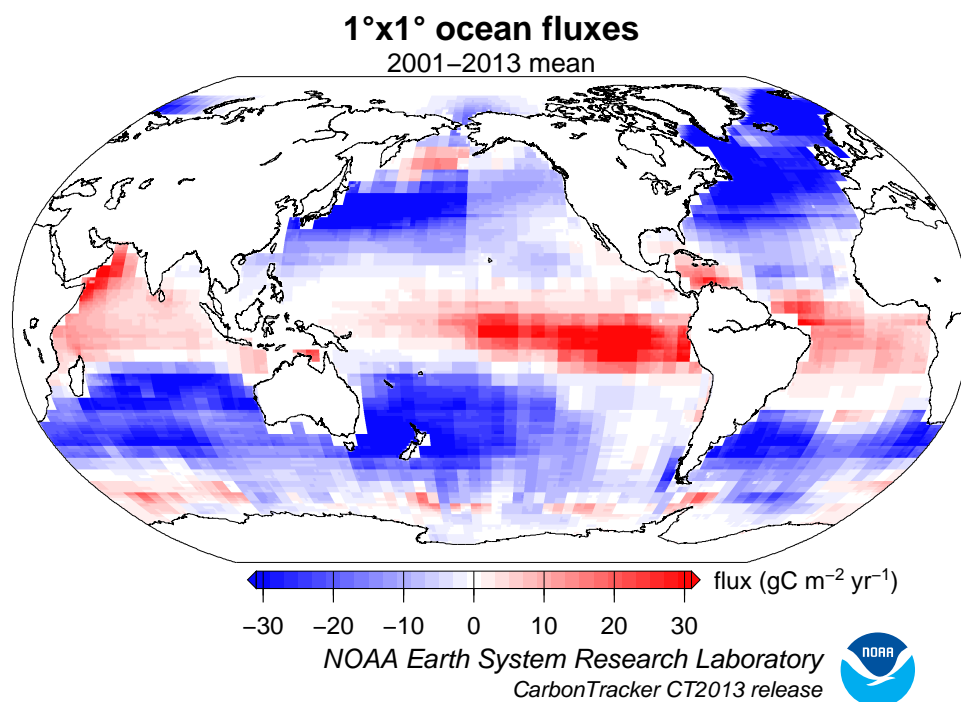 1°x1° ocean fluxes
2001−2013 mean
flux (gC m⁻² yr⁻¹)
−30 −20 −10 0 10 20 30
NOAA Earth System Research Laboratory
NOAA
CarbonTracker CT2013 release